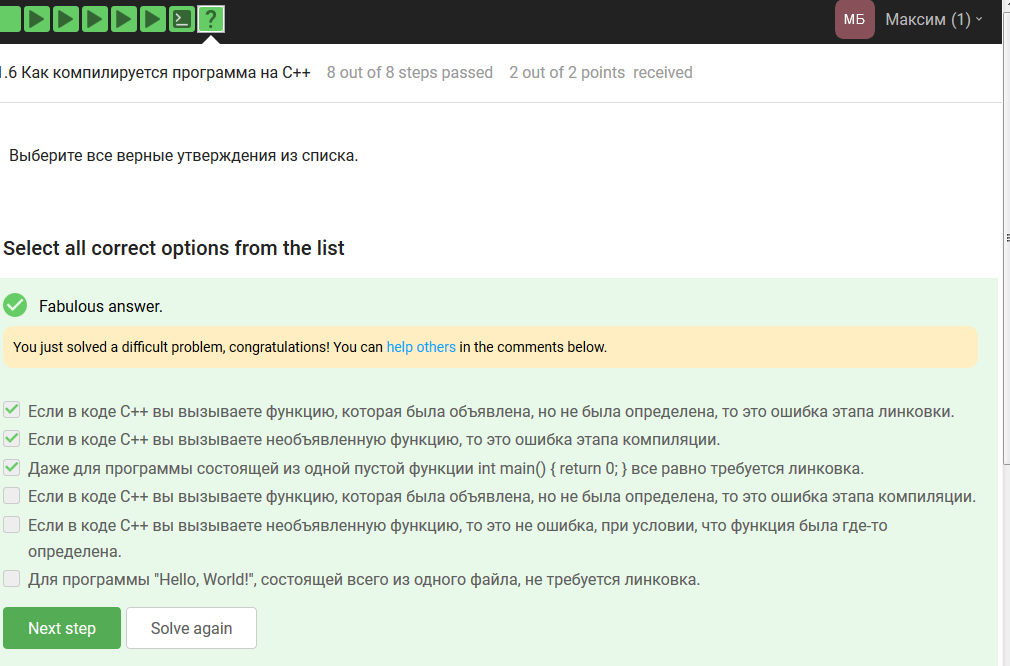 МБ Максим (1)
1.6 Как компилируется программа на C++ 8 out of 8 steps passed 2 out of 2 points received
Выберите все верные утверждения из списка.
Select all correct options from the list
Fabulous answer.
You just solved a difficult problem, congratulations! You can help others in the comments below.
Если в коде C++ вы вызываете функцию, которая была объявлена, но не была определена, то это ошибка этапа линковки.
Если в коде C++ вы вызываете необъявленную функцию, то это ошибка этапа компиляции.
Даже для программы состоящей из одной пустой функции int main() { return 0; } все равно требуется линковка.
Если в коде C++ вы вызываете функцию, которая была объявлена, но не была определена, то это ошибка этапа компиляции.
Если в коде C++ вы вызываете необъявленную функцию, то это не ошибка, при условии, что функция была где-то
определена.
Для программы "Hello, World!", состоящей всего из одного файла, не требуется линковка.
Next step Solve again